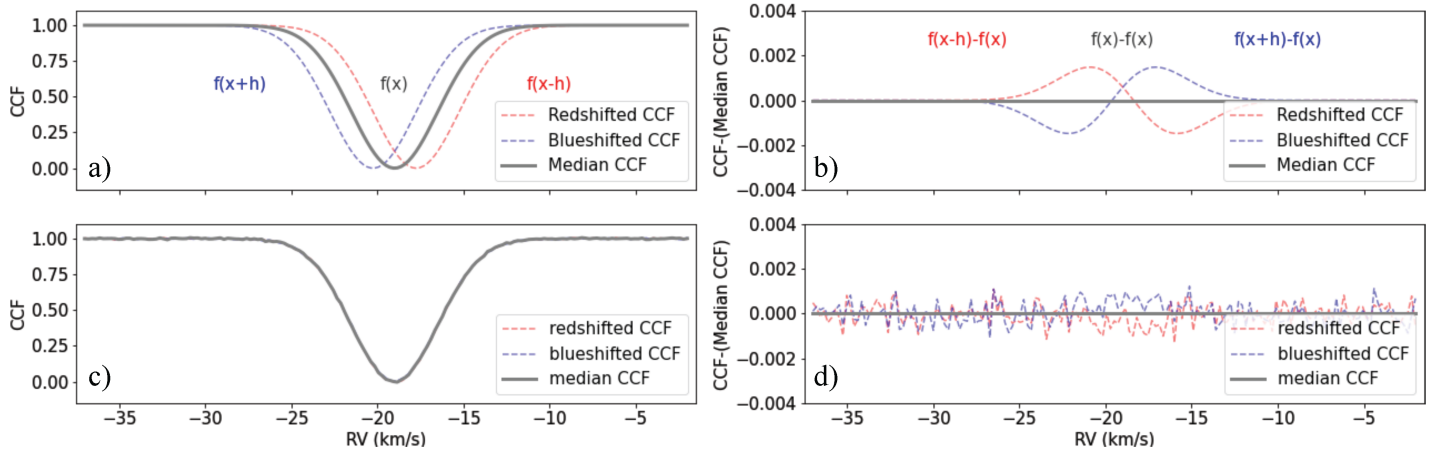 1.00
0.75
0.50
0.25
0.00
CCF
f(x+h)
f(x)
f(x-h)
Redshifted CCF
Blueshifted CCF
Median CCF
a)
0.004
0.002
0.000
−0.002
−0.004
CCF-(Median CCF)
f(x-h)-f(x)
f(x)-f(x)
f(x+h)-f(x)
Redshifted CCF
Blueshifted CCF
Median CCF
b)
1.00
0.75
0.50
0.25
0.00
CCF
redshifted CCF
blueshifted CCF
median CCF
c)
−35
−30
−25
−20
−15
−10
−5
RV (km/s)
0.004
0.002
0.000
−0.002
−0.004
CCF-(Median CCF)
redshifted CCF
blueshifted CCF
median CCF
d)
−35
−30
−25
−20
−15
−10
−5
RV (km/s)